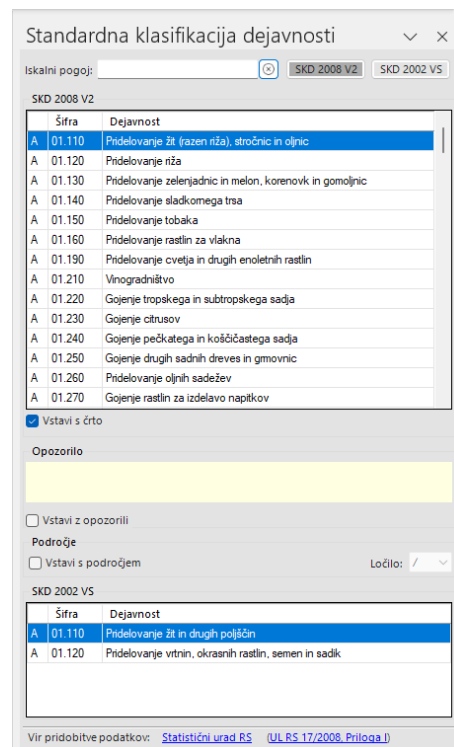 Standardna klasifikacija dejavnosti
Iskalni pogoj: SKD 2008 V2 SKD 2002 VS
SKD 2008 V2
Šifra Dejavnost
A 01.110 Pridelovanje žit (razen riža), stročnic in oljnic
A 01.120 Pridelovanje riža
A 01.130 Pridelovanje zelenjadnic in melon, korenovk in gomoljnic
A 01.140 Pridelovanje sladkornega trsa
A 01.150 Pridelovanje tobaka
A 01.160 Pridelovanje rastlin za vlakna
A 01.190 Pridelovanje cvetja in drugih enoletnih rastlin
A 01.210 Vinogradništvo
A 01.220 Gojenje tropskega in subtropskega sadja
A 01.230 Gojenje citrusov
A 01.240 Gojenje pečkatega in koščičastega sadja
A 01.250 Gojenje drugih sadnih dreves in grmovnic
A 01.260 Pridelovanje oljnih sadežev
A 01.270 Gojenje rastlin za izdelavo napitkov
Vstavi s črto
Opozorilo
Vstavi z opozorili
Področje
Vstavi s področjem Ločilo: /
SKD 2002 VS
Šifra Dejavnost
A 01.110 Pridelovanje žit in drugih poljščin
A 01.120 Pridelovanje vrtnin, okrasnih rastlin, semen in sadik
Vir pridobitve podatkov: Statistični urad RS (UL RS 17/2008, Priloga I)